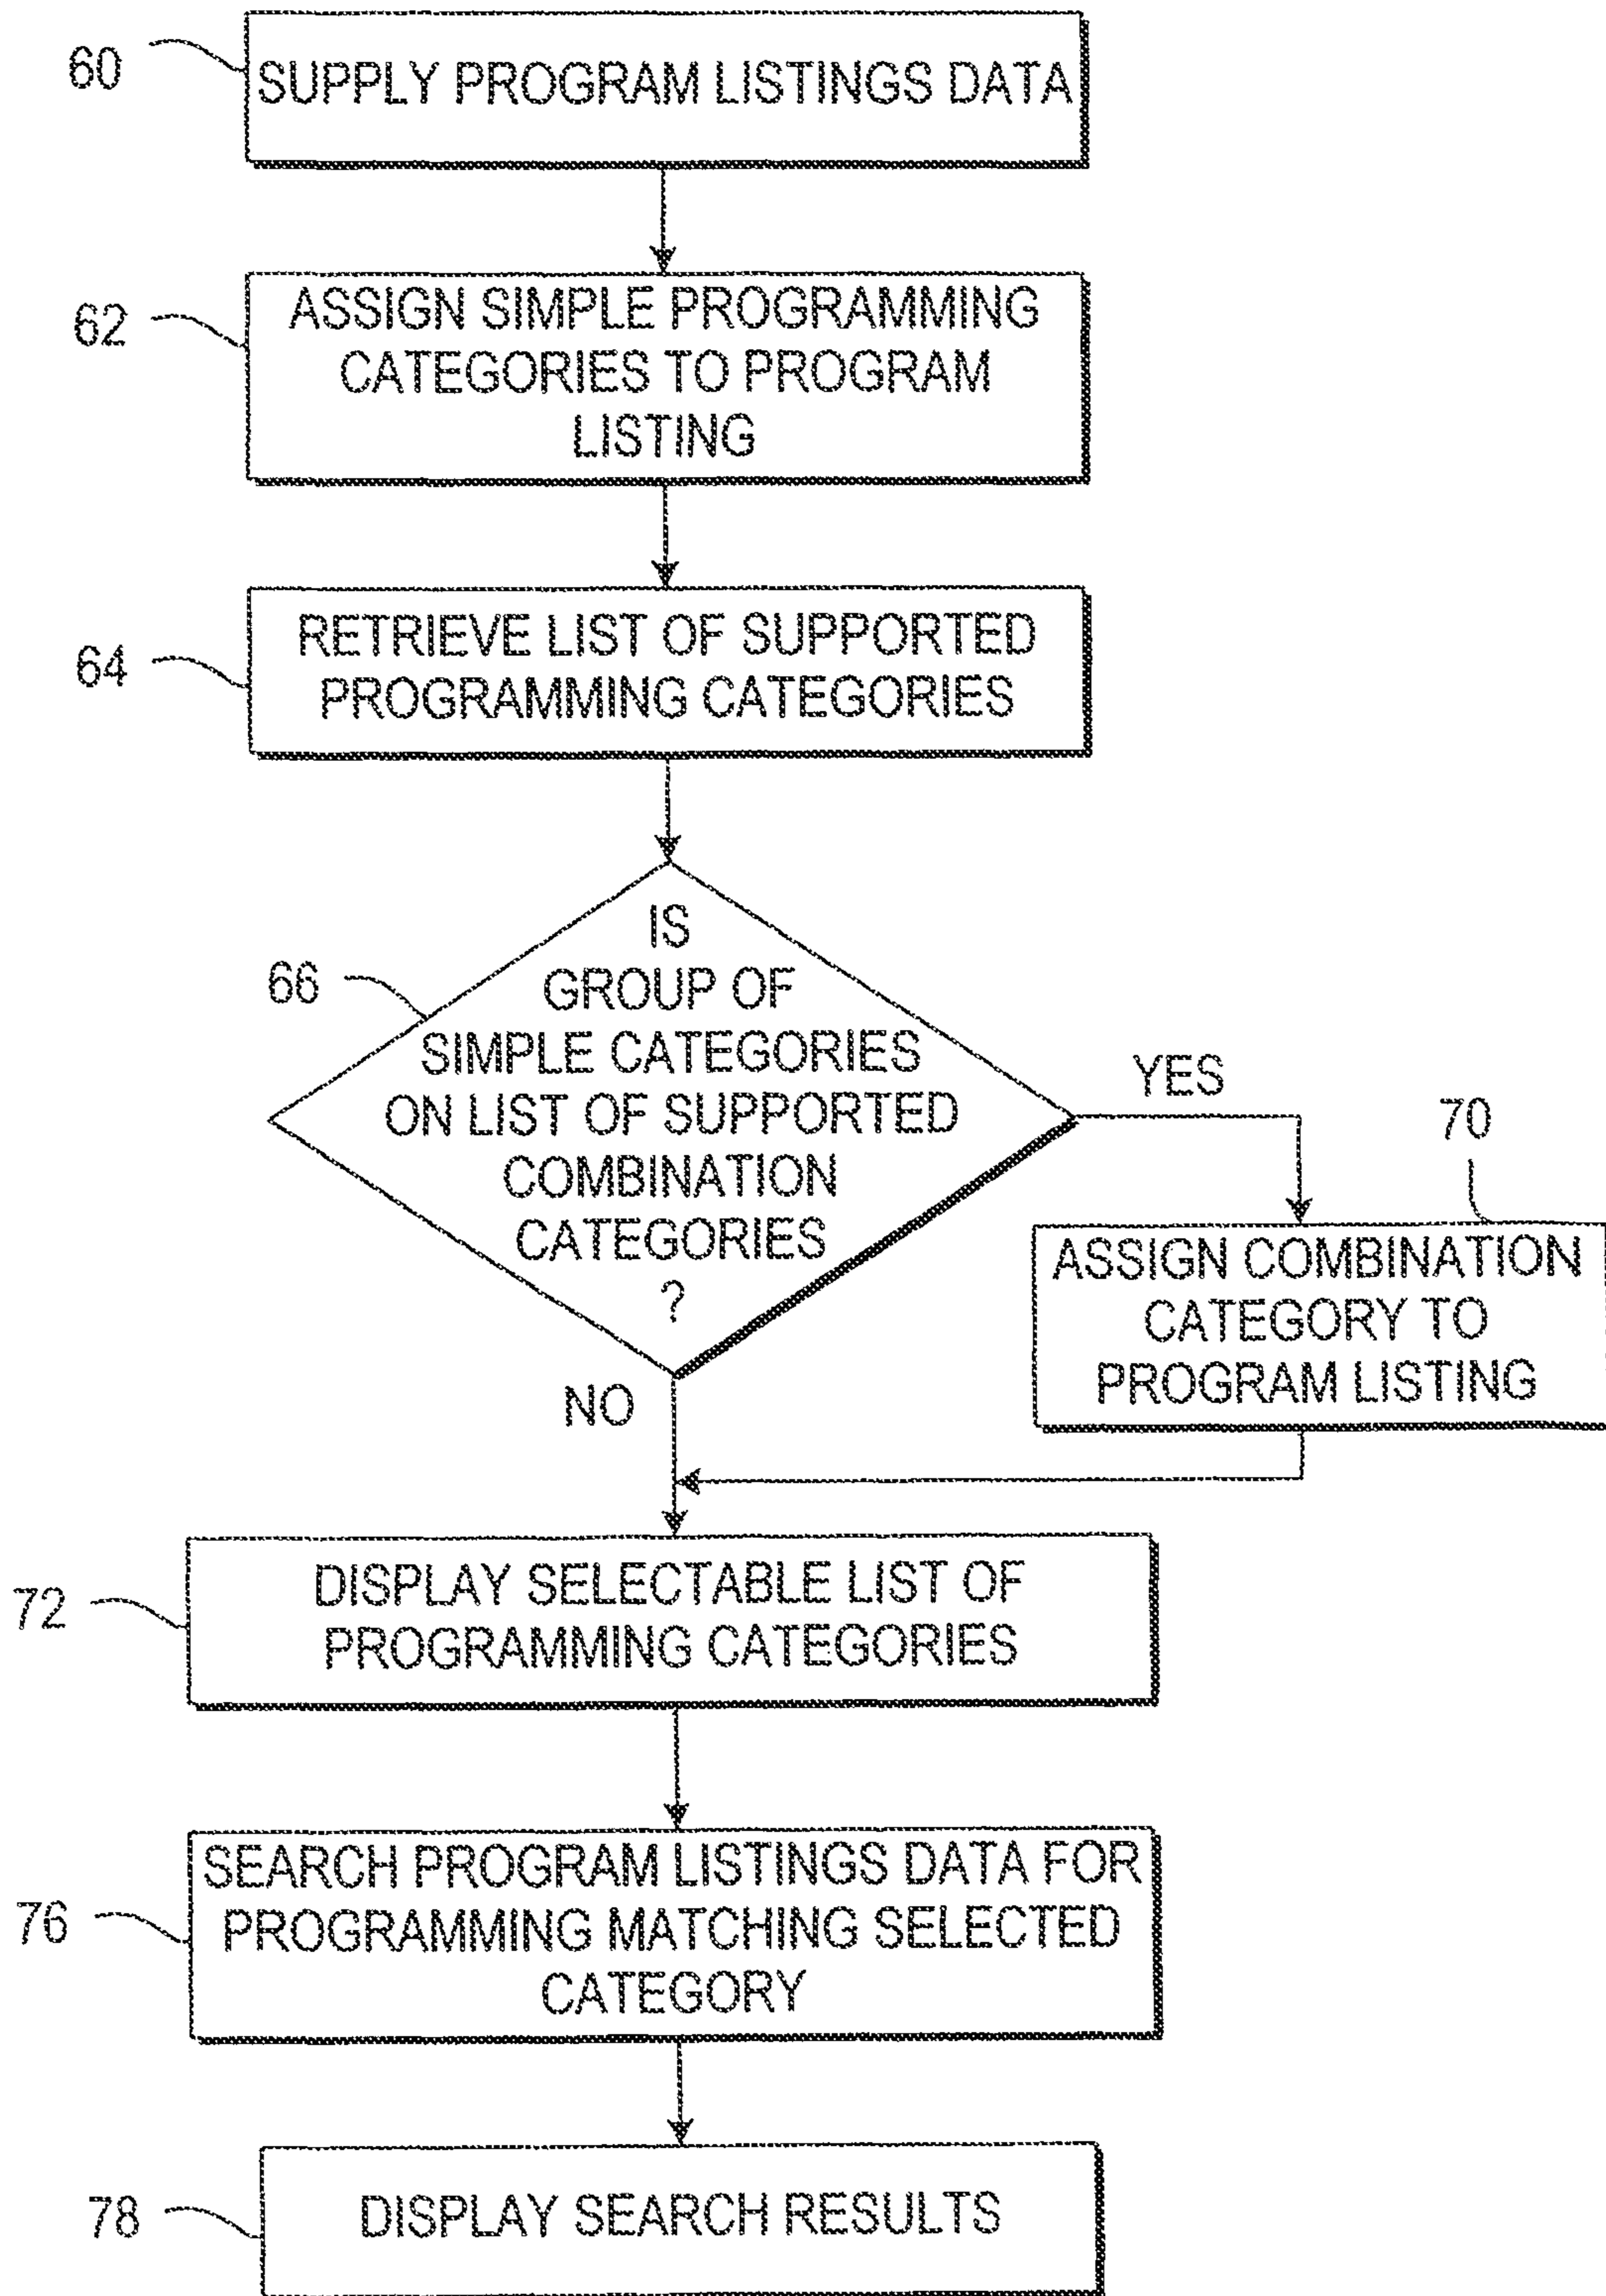 60
SUPPLY PROGRAM LISTINGS DATA
62
ASSIGN SIMPLE PROGRAMMING
CATEGORIES TO PROGRAM
LISTING
64
RETRIEVE LIST OF SUPPORTED
PROGRAMMING CATEGORIES
66
IS
GROUP OF
SIMPLE CATEGORIES
ON LIST OF SUPPORTED
COMBINATION
CATEGORIES
?
YES
70
ASSIGN COMBINATION
CATEGORY TO
PROGRAM LISTING
NO
72
DISPLAY SELECTABLE LIST OF
PROGRAMMING CATEGORIES
76
SEARCH PROGRAM LISTINGS DATA FOR
PROGRAMMING MATCHING SELECTED
CATEGORY
78
DISPLAY SEARCH RESULTS